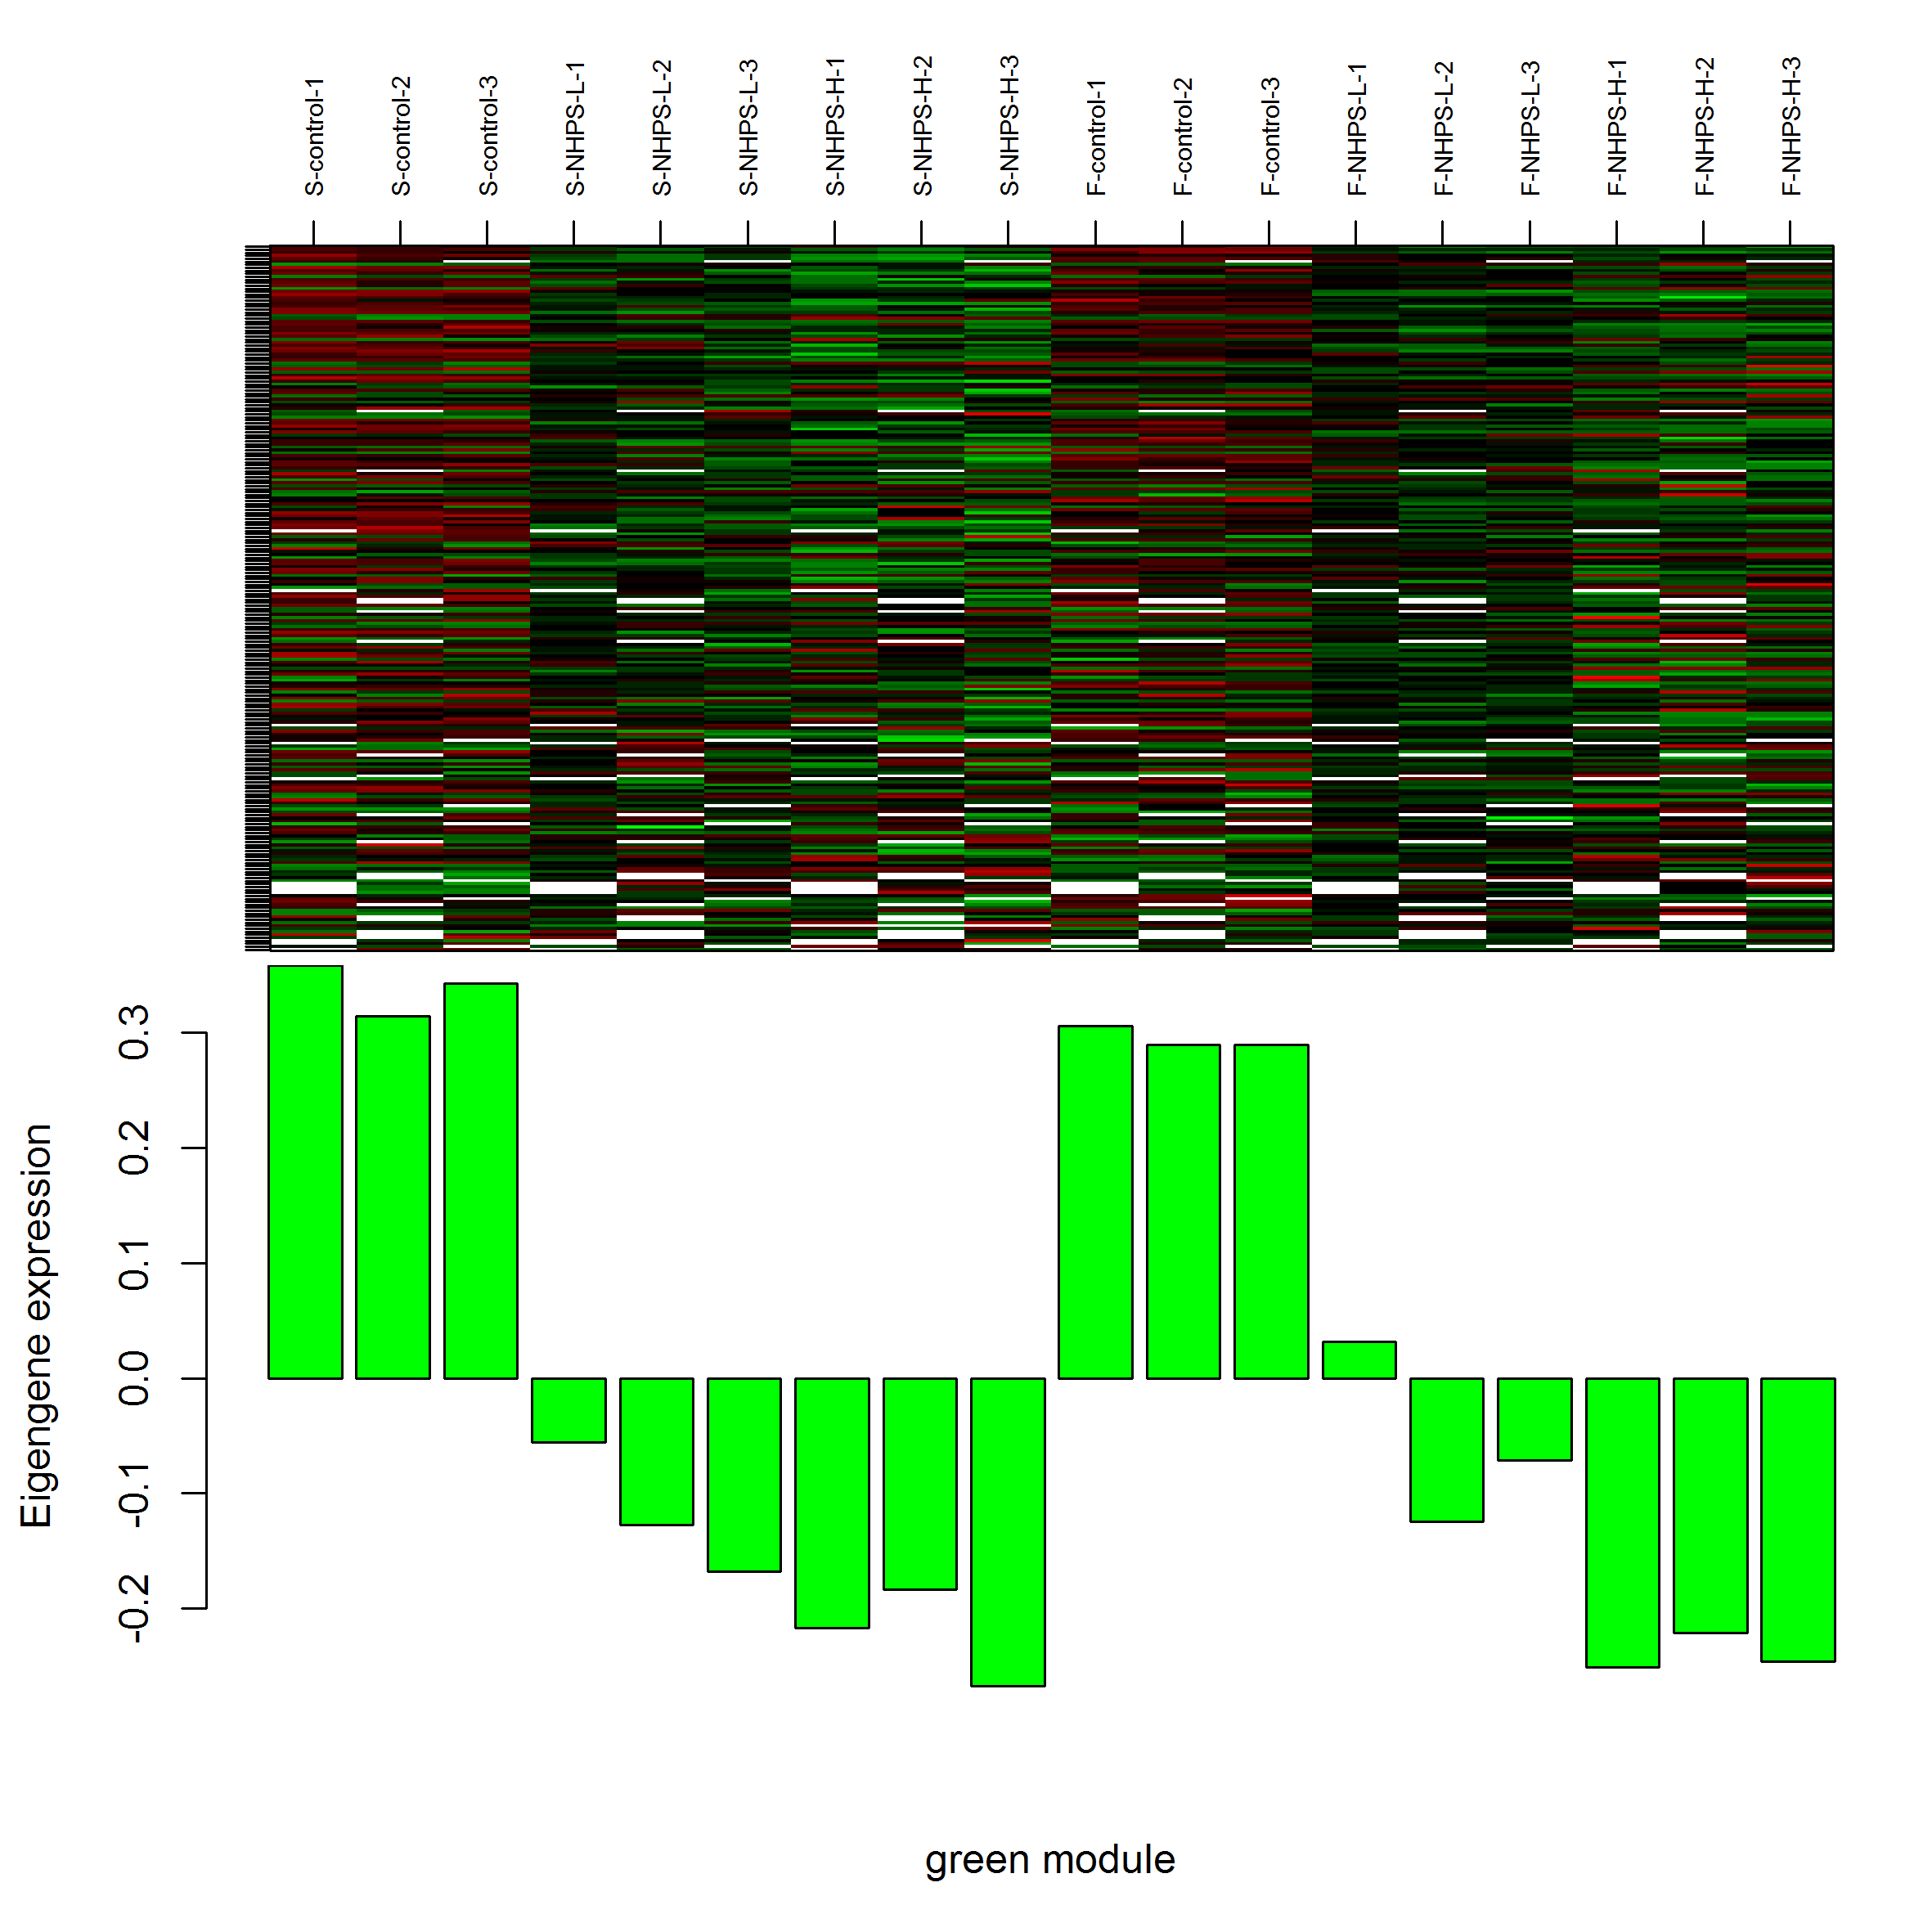 S-control-1
S-control-2
S-control-3
S-NHPS-L-1
S-NHPS-L-2
S-NHPS-L-3
S-NHPS-H-1
S-NHPS-H-2
S-NHPS-H-3
F-control-1
F-control-2
F-control-3
F-NHPS-L-1
F-NHPS-L-2
F-NHPS-L-3
F-NHPS-H-1
F-NHPS-H-2
F-NHPS-H-3
Eigengene expression
0.3
0.2
0.1
0.0
-0.1
-0.2
green module